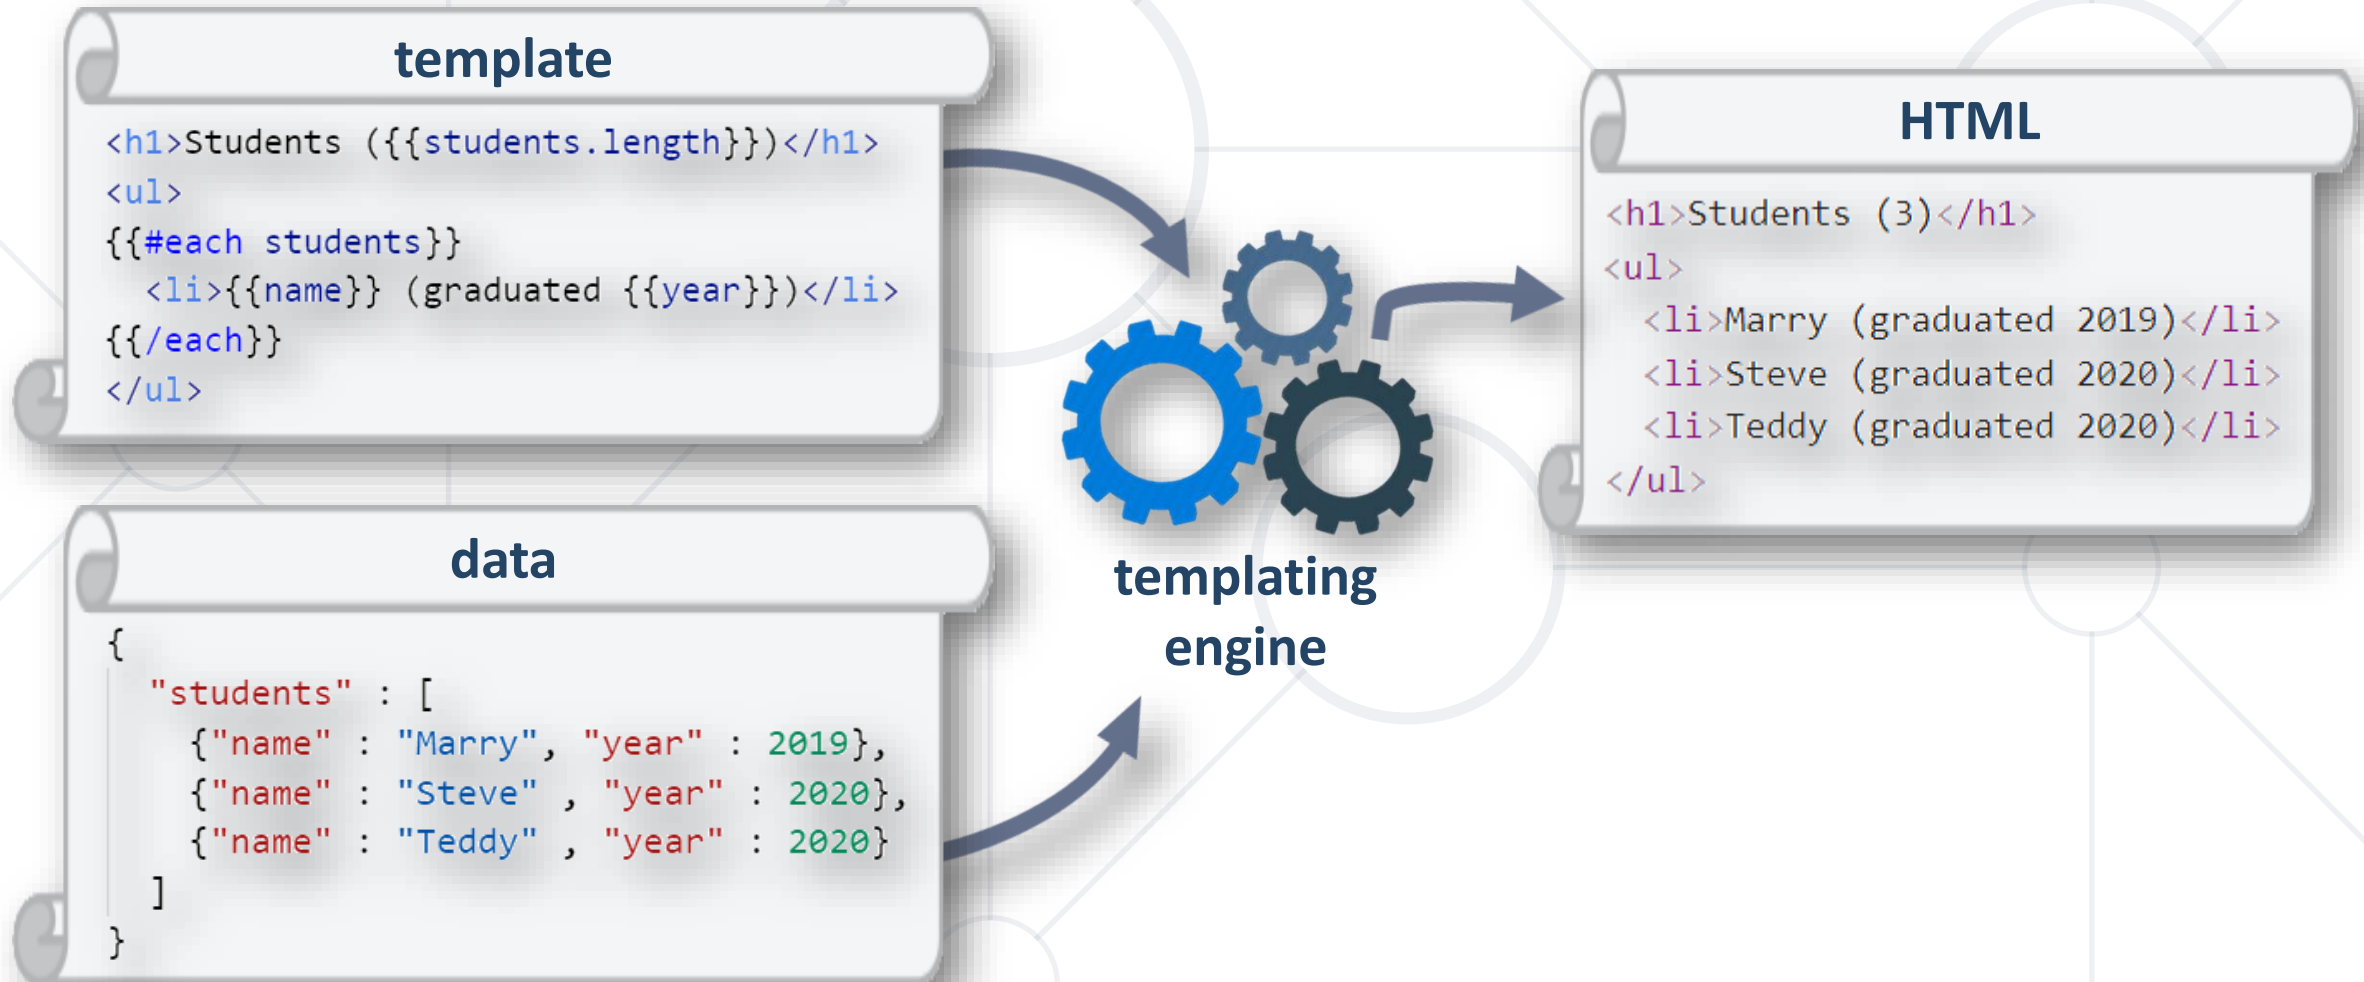 template
<h1>Students ({{students.length}})</h1>
<ul>
{{#each students}}
  <li>{{name}} (graduated {{year}})</li>
{{/each}}
</ul>
data
{
  "students" : [
    {"name" : "Marry", "year" : 2019},
    {"name" : "Steve" , "year" : 2020},
    {"name" : "Teddy" , "year" : 2020}
  ]
}
templating
engine
HTML
<h1>Students (3)</h1>
<ul>
  <li>Marry (graduated 2019)</li>
  <li>Steve (graduated 2020)</li>
  <li>Teddy (graduated 2020)</li>
</ul>